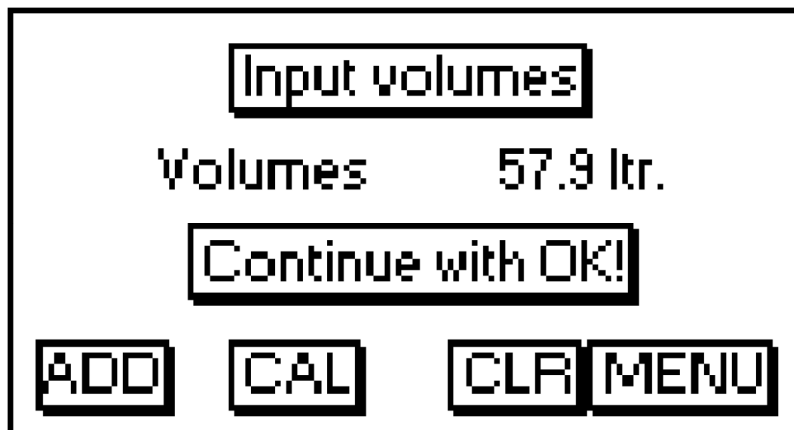 Input volumes
Volumes 57.9 ltr.
Continue with OK!
ADD CAL CLR MENU